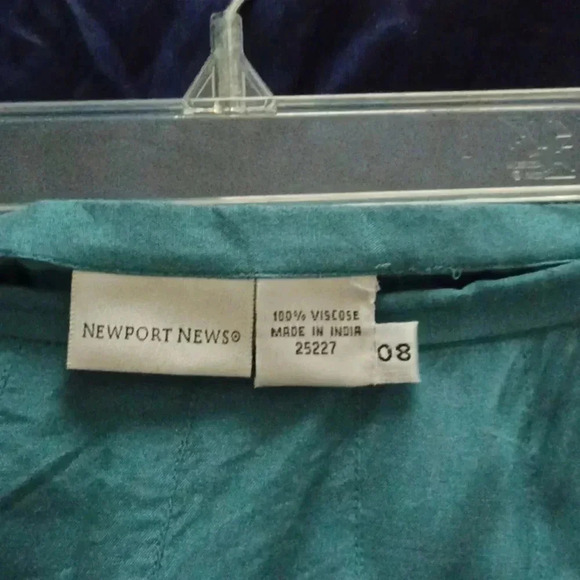 NEWPORT NEWS®
100% VISCOSE
MADE IN INDIA
25227
08